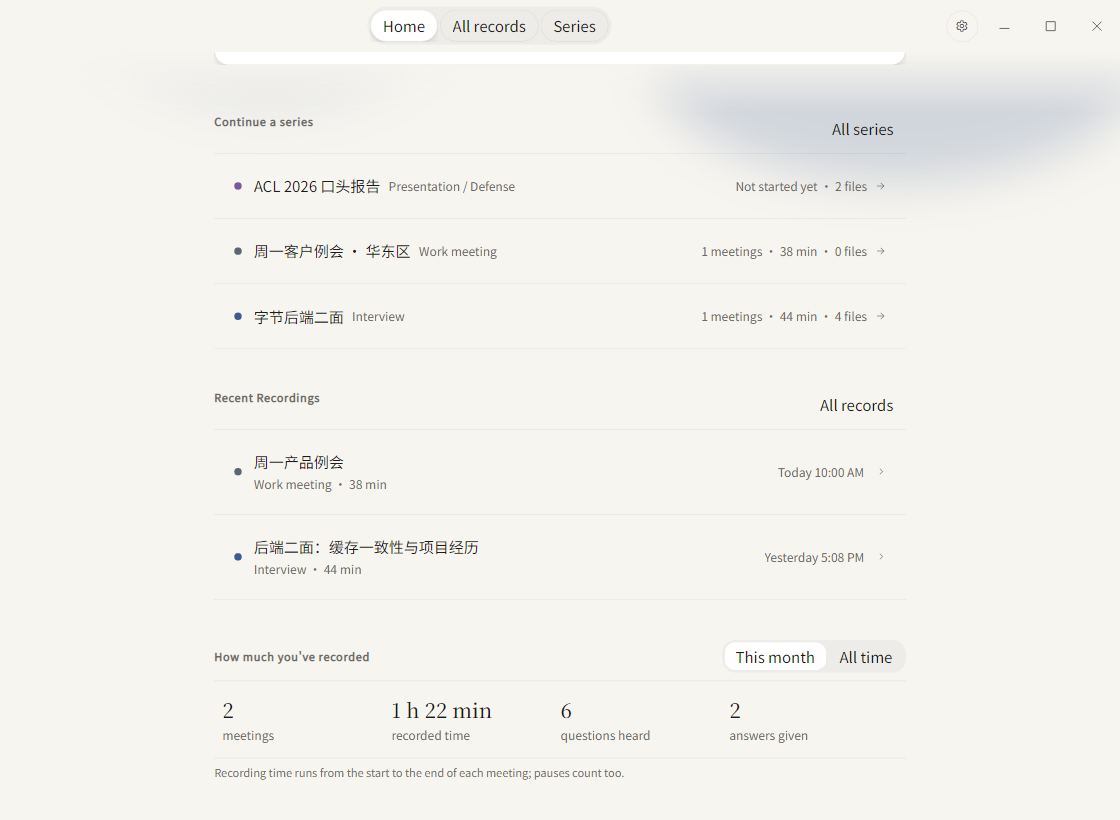 Home All records Series
Continue a series
All series
ACL 2026 口头报告 Presentation / Defense Not started yet • 2 files →
周一客户例会 · 华东区 Work meeting 1 meetings • 38 min • 0 files →
字节后端二面 Interview 1 meetings • 44 min • 4 files →
Recent Recordings
All records
周一产品例会
Work meeting • 38 min
Today 10:00 AM
后端二面：缓存一致性与项目经历
Interview • 44 min
Yesterday 5:08 PM
How much you've recorded
This month All time
2 1 h 22 min 6 2
meetings recorded time questions heard answers given
Recording time runs from the start to the end of each meeting; pauses count too.